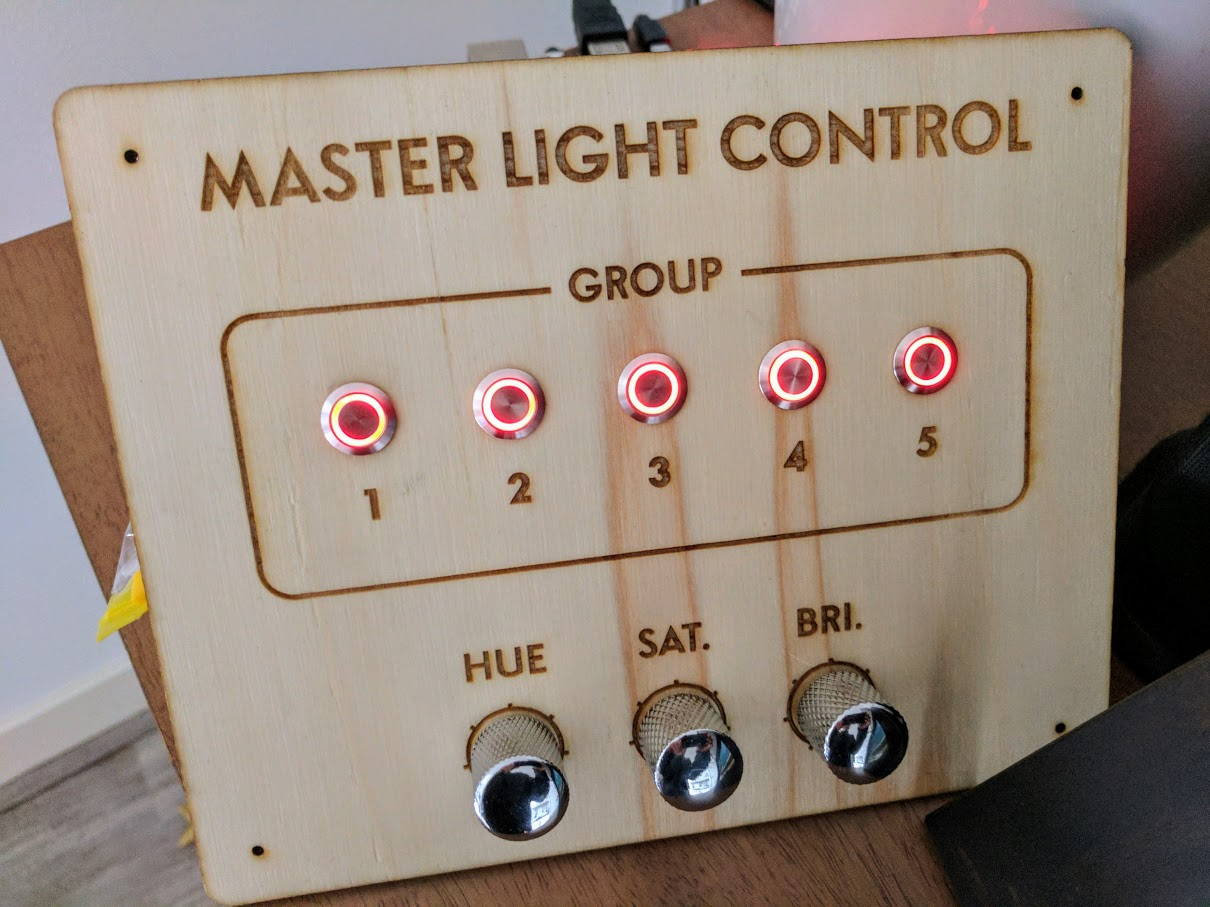 MASTER LIGHT CONTROL
GROUP
1 2 3 4 5
HUE SAT. BRI.